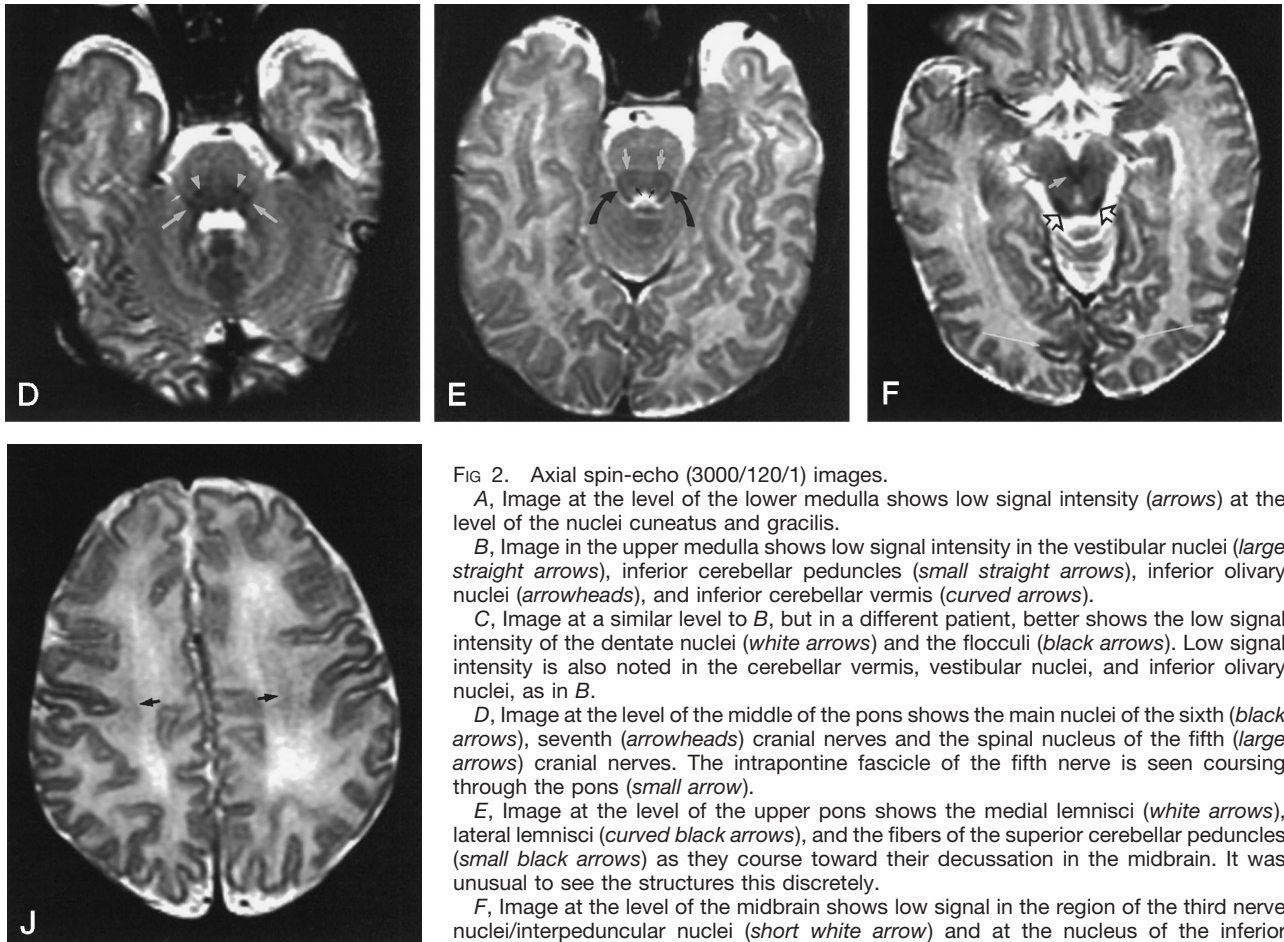 D
E
F
J
FIG 2. Axial spin-echo (3000/120/1) images.
A, Image at the level of the lower medulla shows low signal intensity (arrows) at the
level of the nuclei cuneatus and gracilis.
B, Image in the upper medulla shows low signal intensity in the vestibular nuclei (large
straight arrows), inferior cerebellar peduncles (small straight arrows), inferior olivary
nuclei (arrowheads), and inferior cerebellar vermis (curved arrows).
C, Image at a similar level to B, but in a different patient, better shows the low signal
intensity of the dentate nuclei (white arrows) and the flocculi (black arrows). Low signal
intensity is also noted in the cerebellar vermis, vestibular nuclei, and inferior olivary
nuclei, as in B.
D, Image at the level of the middle of the pons shows the main nuclei of the sixth (black
arrows), seventh (arrowheads) cranial nerves and the spinal nucleus of the fifth (large
arrows) cranial nerves. The intrapontine fascicle of the fifth nerve is seen coursing
through the pons (small arrow).
E, Image at the level of the upper pons shows the medial lemnisci (white arrows),
lateral lemnisci (curved black arrows), and the fibers of the superior cerebellar peduncles
(small black arrows) as they course toward their decussation in the midbrain. It was
unusual to see the structures this discretely.
F, Image at the level of the midbrain shows low signal in the region of the third nerve
nuclei/interpeduncular nuclei (short white arrow) and at the nucleus of the inferior